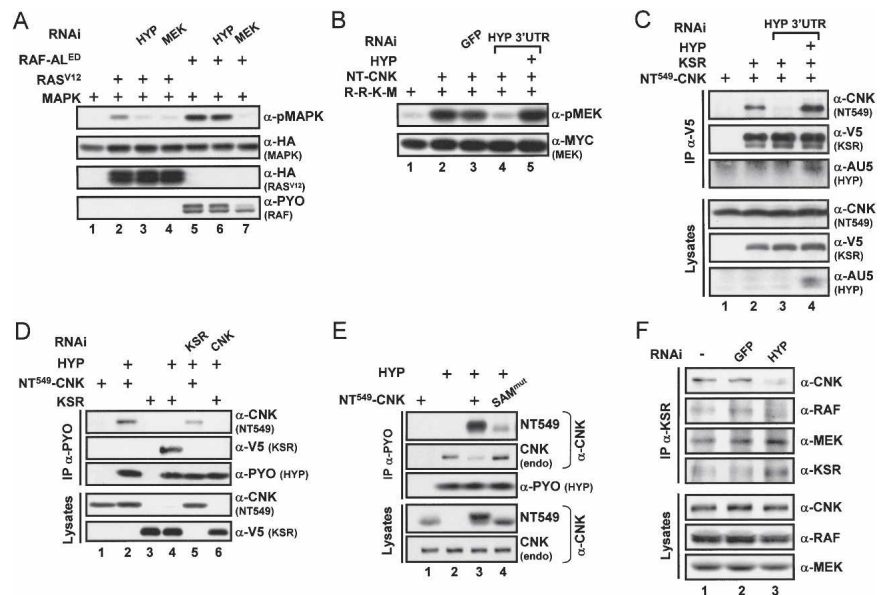 A
RNAi HYP MEK HYP MEK
RAF-AL^ED + + +
RAS^V12 + + +
MAPK + + + + + + +
α-pMAPK
α-HA (MAPK)
α-HA (RAS^V12)
α-PYO (RAF)
1 2 3 4 5 6 7
B
RNAi GFP HYP 3'UTR
HYP +
NT-CNK + + + +
R-R-K-M + + + + +
α-pMEK
α-MYC (MEK)
1 2 3 4 5
C
RNAi HYP 3'UTR
HYP +
KSR + + +
NT^549-CNK + + + +
IP α-V5
α-CNK (NT549)
α-V5 (KSR)
α-AU5 (HYP)
Lysates
α-CNK (NT549)
α-V5 (KSR)
α-AU5 (HYP)
1 2 3 4
D
RNAi KSR CNK
HYP + + + +
NT^549-CNK + + +
KSR + + +
IP α-PYO
α-CNK (NT549)
α-V5 (KSR)
α-PYO (HYP)
Lysates
α-CNK (NT549)
α-V5 (KSR)
1 2 3 4 5 6
E
HYP + + +
NT^549-CNK + + SAM^mut
IP α-PYO
NT549
CNK (endo)
α-CNK
α-PYO (HYP)
Lysates
NT549
CNK (endo)
α-CNK
1 2 3 4
F
RNAi - GFP HYP
IP α-KSR
α-CNK
α-RAF
α-MEK
α-KSR
Lysates
α-CNK
α-RAF
α-MEK
1 2 3